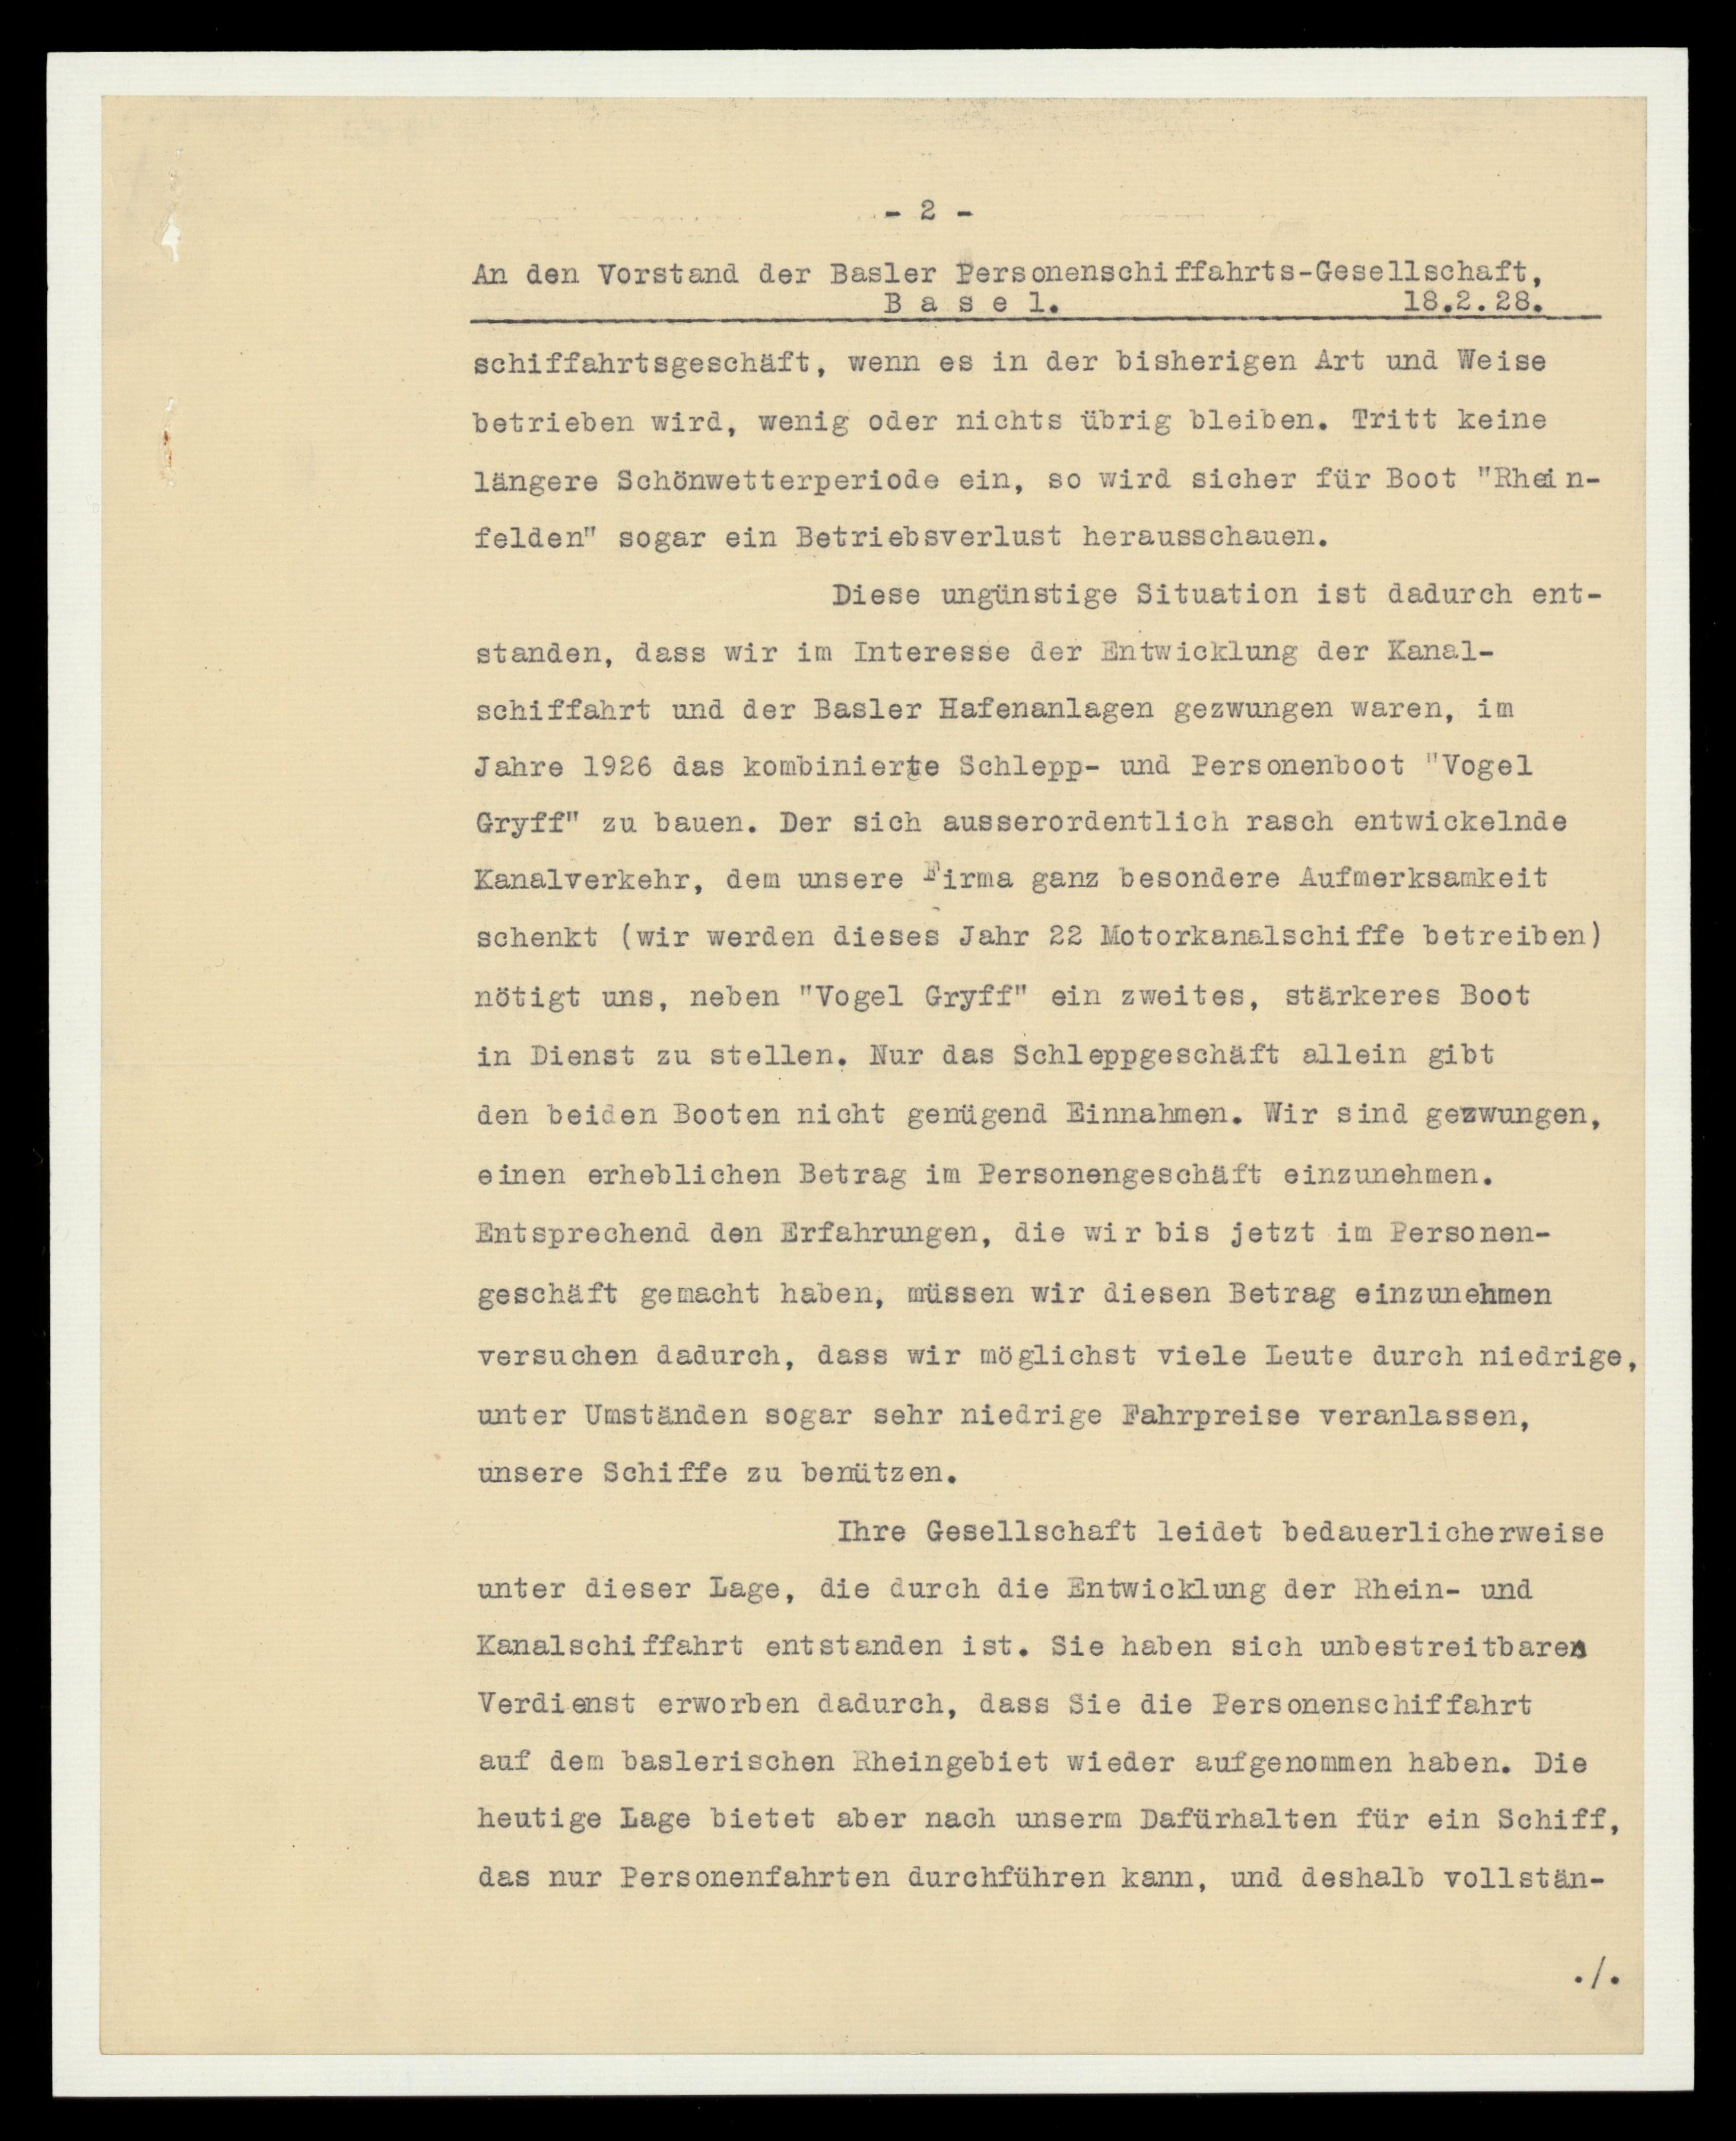 - 2 -
An den Vorstand der Basler Personenschiffahrts-Gesellschaft,
B a s e l. 18.2.28.
schiffahrtsgeschäft, wenn es in der bisherigen Art und Weise
betrieben wird, wenig oder nichts übrig bleiben. Tritt keine
längere Schönwetterperiode ein, so wird sicher für Boot "Rhein-
felden" sogar ein Betriebsverlust herausschauen.
Diese ungünstige Situation ist dadurch ent-
standen, dass wir im Interesse der Entwicklung der Kanal-
schiffahrt und der Basler Hafenanlagen gezwungen waren, im
Jahre 1926 das kombinierte Schlepp- und Personenboot "Vogel
Gryff" zu bauen. Der sich ausserordentlich rasch entwickelnde
Kanalverkehr, dem unsere Firma ganz besondere Aufmerksamkeit
schenkt (wir werden dieses Jahr 22 Motorkanalschiffe betreiben)
nötigt uns, neben "Vogel Gryff" ein zweites, stärkeres Boot
in Dienst zu stellen. Nur das Schleppgeschäft allein gibt
den beiden Booten nicht genügend Einnahmen. Wir sind gezwungen,
einen erheblichen Betrag im Personengeschäft einzunehmen.
Entsprechend den Erfahrungen, die wir bis jetzt im Personen-
geschäft gemacht haben, müssen wir diesen Betrag einzunehmen
versuchen dadurch, dass wir möglichst viele Leute durch niedrige,
unter Umständen sogar sehr niedrige Fahrpreise veranlassen,
unsere Schiffe zu benützen.
Ihre Gesellschaft leidet bedauerlicherweise
unter dieser Lage, die durch die Entwicklung der Rhein- und
Kanalschiffahrt entstanden ist. Sie haben sich unbestreitbares
Verdienst erworben dadurch, dass Sie die Personenschiffahrt
auf dem baslerischen Rheingebiet wieder aufgenommen haben. Die
heutige Lage bietet aber nach unserm Dafürhalten für ein Schiff,
das nur Personenfahrten durchführen kann, und deshalb vollstän-
./.